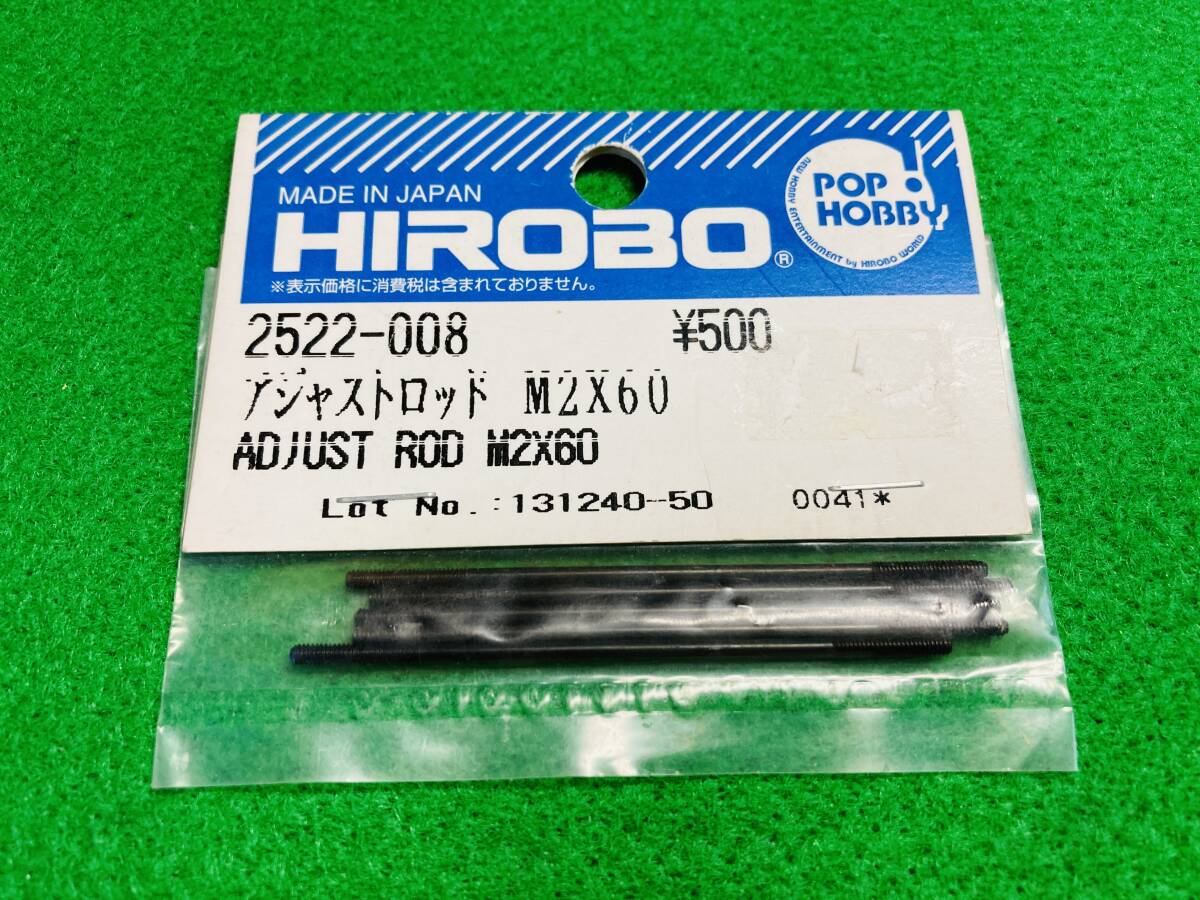 MADE IN JAPAN
HIROBO®
※表示価格に消費税は含まれておりません。
POP!
HOBBY
NEW HOBBY ENTERTAINMENT by HIROBO WORLD
2522-008 ¥500
アジャストロッド M2X60
ADJUST ROD M2X60
Lot No.:131240-50 0041*